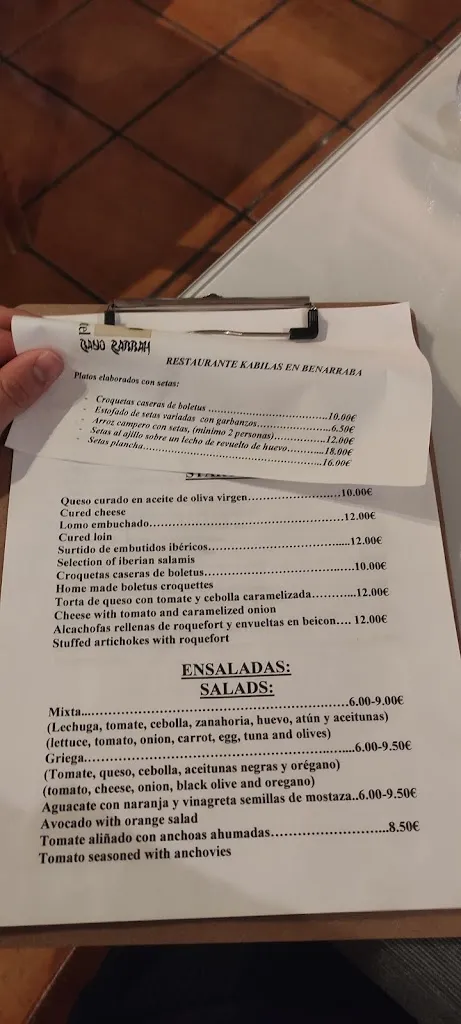 RESTAURANTE KABILAS EN BENARRABA
Platos elaborados con setas:
- Croquetas caseras de boletus ................10.00€
- Estofado de setas variadas con garbanzos................6.50€
- Arroz campero con setas, (mínimo 2 personas)................12.00€
- Setas al ajillo sobre un lecho de revuelto de huevo................18.00€
- Setas plancha................16.00€
Queso curado en aceite de oliva virgen................10.00€
Cured cheese
Lomo embuchado................12.00€
Cured loin
Surtido de embutidos ibéricos................12.00€
Selection of iberian salamis
Croquetas caseras de boletus................10.00€
Home made boletus croquettes
Torta de queso con tomate y cebolla caramelizada...........12.00€
Cheese with tomato and caramelized onion
Alcachofas rellenas de roquefort y envueltas en beicon.... 12.00€
Stuffed artichokes with roquefort
ENSALADAS:
SALADS:
Mixta................6.00-9.00€
(Lechuga, tomate, cebolla, zanahoria, huevo, atún y aceitunas)
(lettuce, tomato, onion, carrot, egg, tuna and olives)
Griega................6.00-9.50€
(Tomate, queso, cebolla, aceitunas negras y orégano)
(tomato, cheese, onion, black olive and oregano)
Aguacate con naranja y vinagreta semillas de mostaza..6.00-9.50€
Avocado with orange salad
Tomate aliñado con anchoas ahumadas................8.50€
Tomato seasoned with anchovies